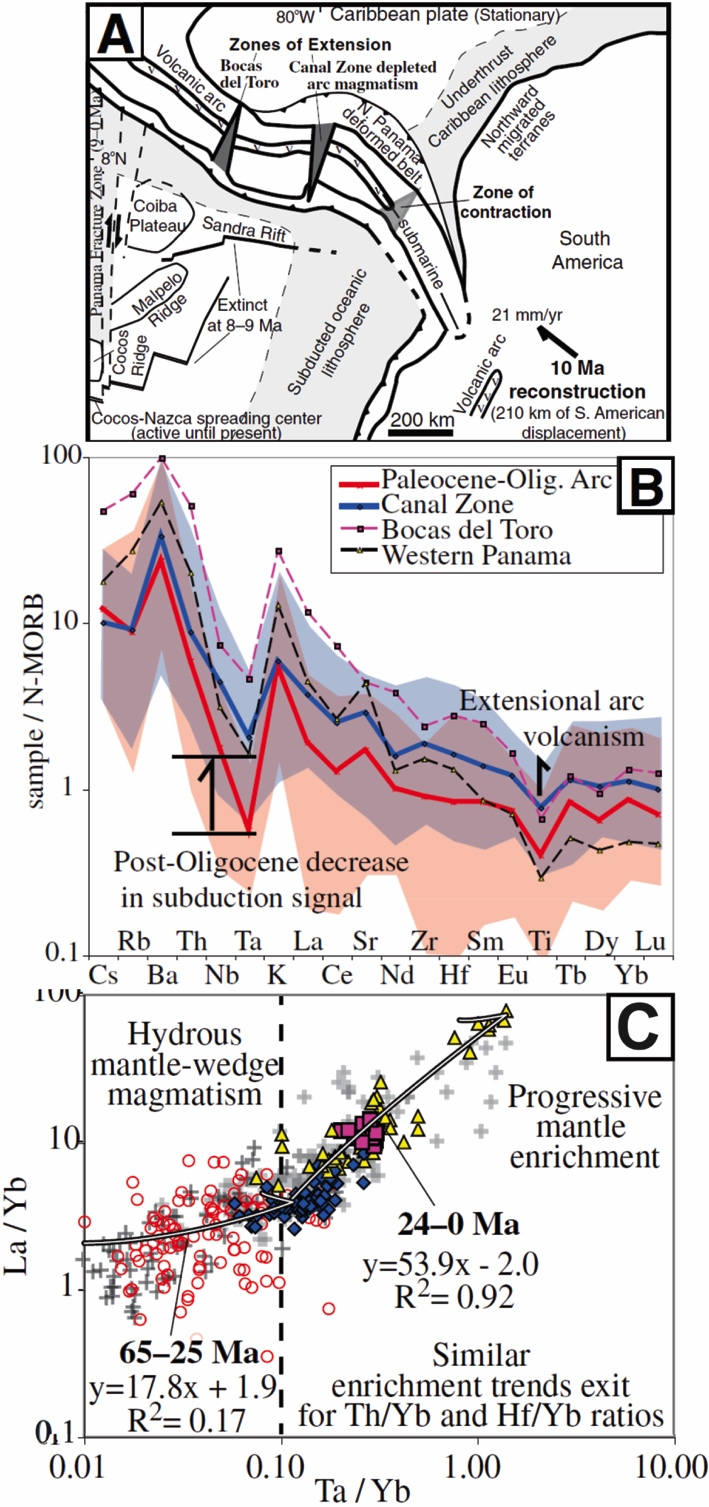 A
80°W
Caribbean plate (Stationary)
Zones of Extension
Bocas
del Toro
Canal Zone depleted
arc magmatism
Volcanic arc
N. Panama
deformed belt
Underthrust
Caribbean lithosphere
Northward
migrated
terranes
Panama Fracture Zone (9–0 Ma)
8°N
Coiba
Plateau
Sandra Rift
Zone of
contraction
submarine
South
America
Malpelo
Ridge
Extinct
at 8–9 Ma
Cocos
Ridge
Subducted oceanic
lithosphere
21 mm/yr
Volcanic arc
10 Ma
reconstruction
(210 km of S. American
displacement)
Cocos-Nazca spreading center
(active until present)
200 km
B
100
10
1
0.1
sample / N-MORB
Paleocene-Olig. Arc
Canal Zone
Bocas del Toro
Western Panama
Extensional arc
volcanism
Post-Oligocene decrease
in subduction signal
Rb Th Ta La Sr Zr Sm Ti Dy Lu
Cs Ba Nb K Ce Nd Hf Eu Tb Yb
C
100
10
1
0,1
La / Yb
Hydrous
mantle-wedge
magmatism
Progressive
mantle
enrichment
24–0 Ma
y=53.9x - 2.0
R2= 0.92
65–25 Ma
y=17.8x + 1.9
R2= 0.17
Similar
enrichment trends exit
for Th/Yb and Hf/Yb ratios
0.01 0.10 1.00 10.00
Ta / Yb